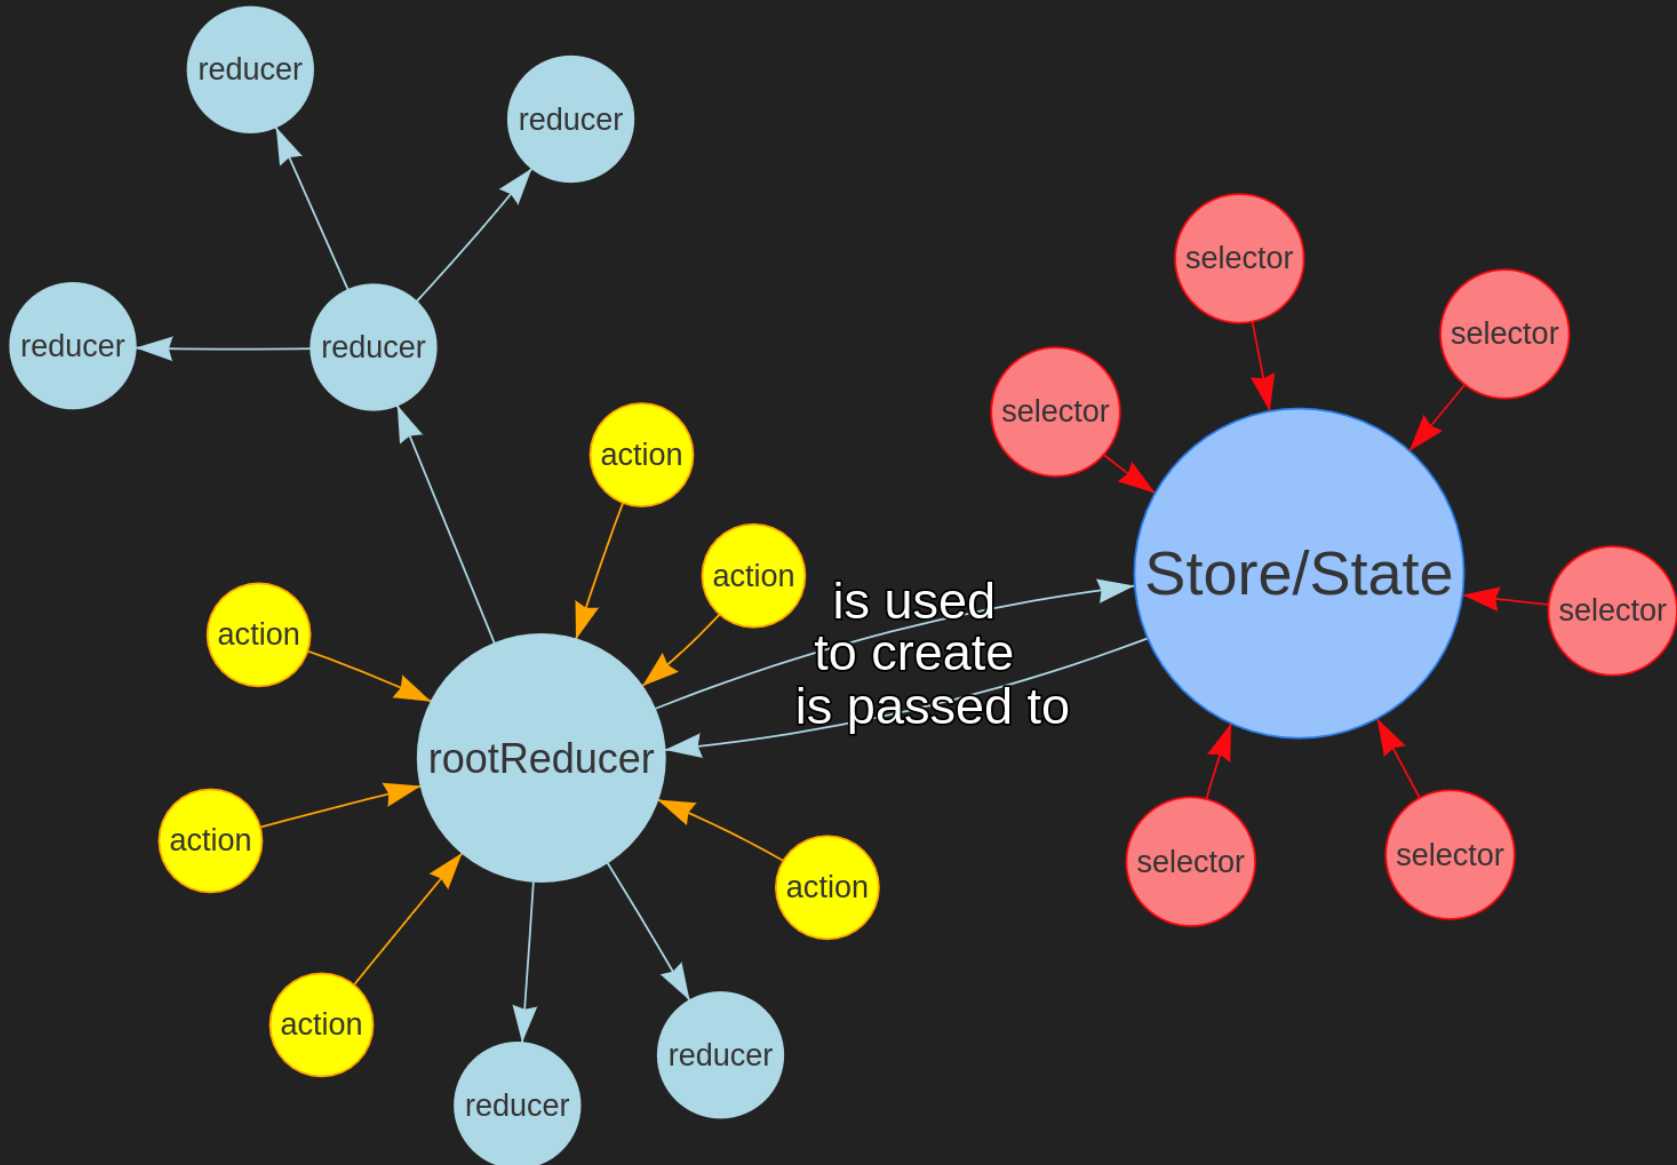 reducer
reducer
selector
selector
reducer
reducer
selector
action
action
is used
to create
is passed to
Store/State
selector
action
rootReducer
action
action
selector
selector
action
reducer
reducer